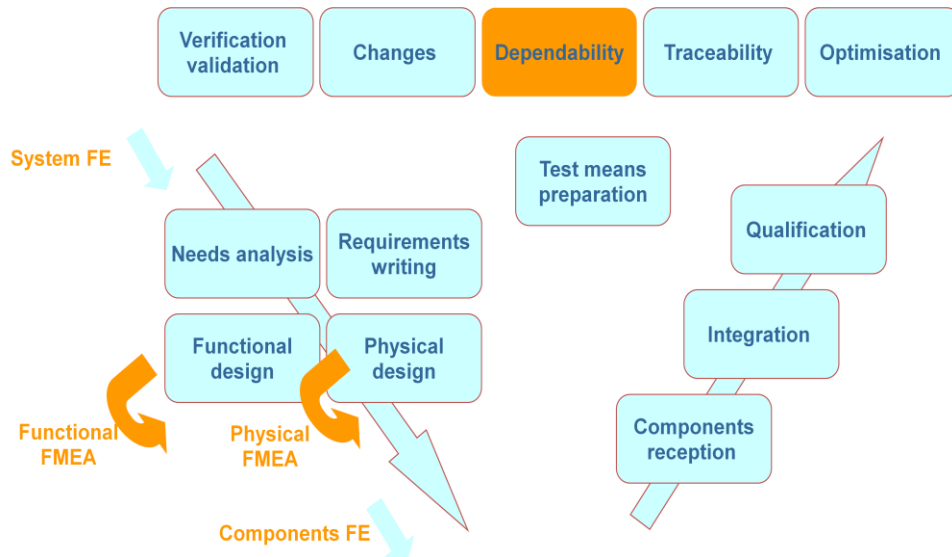 Verification
validation
Changes
Dependability
Traceability
Optimisation
System FE
Test means
preparation
Needs analysis
Requirements
writing
Qualification
Functional
design
Physical
design
Integration
Functional
FMEA
Physical
FMEA
Components
reception
Components FE